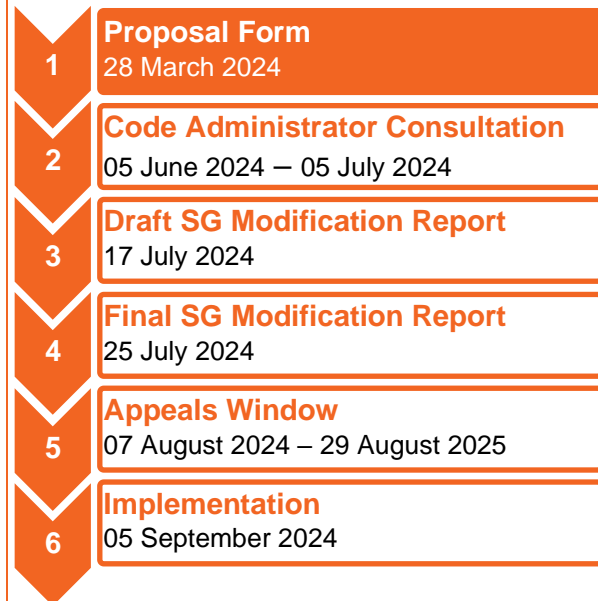 1
Proposal Form
28 March 2024
2
Code Administrator Consultation
05 June 2024 – 05 July 2024
3
Draft SG Modification Report
17 July 2024
4
Final SG Modification Report
25 July 2024
5
Appeals Window
07 August 2024 – 29 August 2025
6
Implementation
05 September 2024